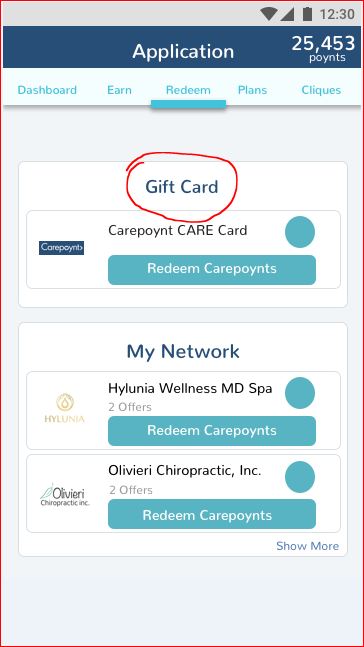 12:30
Application
25,453
poynts
Dashboard Earn Redeem Plans Cliques
Gift Card
Carepoynt CARE Card
Carepoynt
Redeem Carepoynts
My Network
Hylunia Wellness MD Spa
2 Offers
HYLUNIA
Redeem Carepoynts
Olivieri Chiropractic, Inc.
2 Offers
Olivieri
Chiropractic inc.
Redeem Carepoynts
Show More